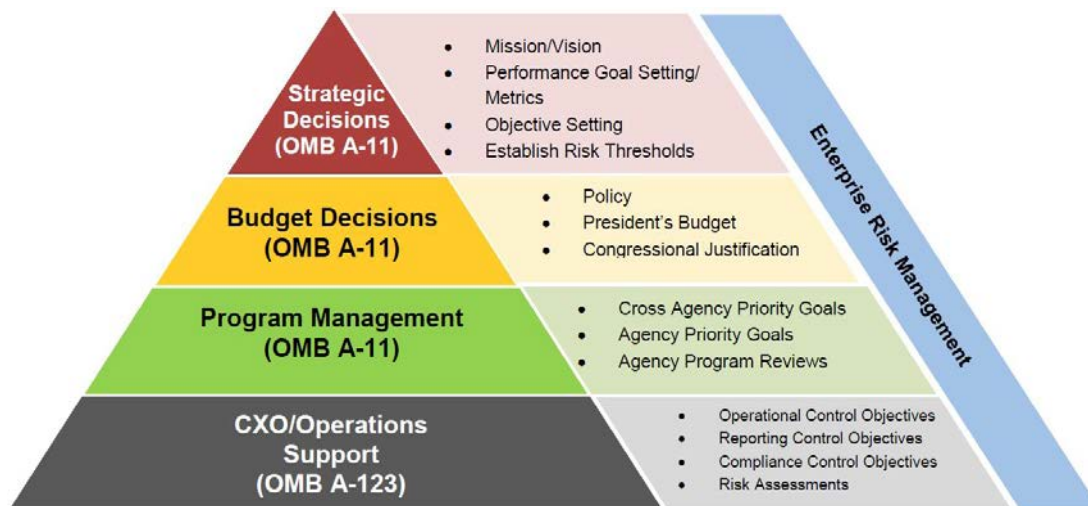 Strategic
Decisions
(OMB A-11)
• Mission/Vision
• Performance Goal Setting/
Metrics
• Objective Setting
• Establish Risk Thresholds
Budget Decisions
(OMB A-11)
• Policy
• President's Budget
• Congressional Justification
Program Management
(OMB A-11)
• Cross Agency Priority Goals
• Agency Priority Goals
• Agency Program Reviews
CXO/Operations
Support
(OMB A-123)
• Operational Control Objectives
• Reporting Control Objectives
• Compliance Control Objectives
• Risk Assessments
Enterprise Risk Management